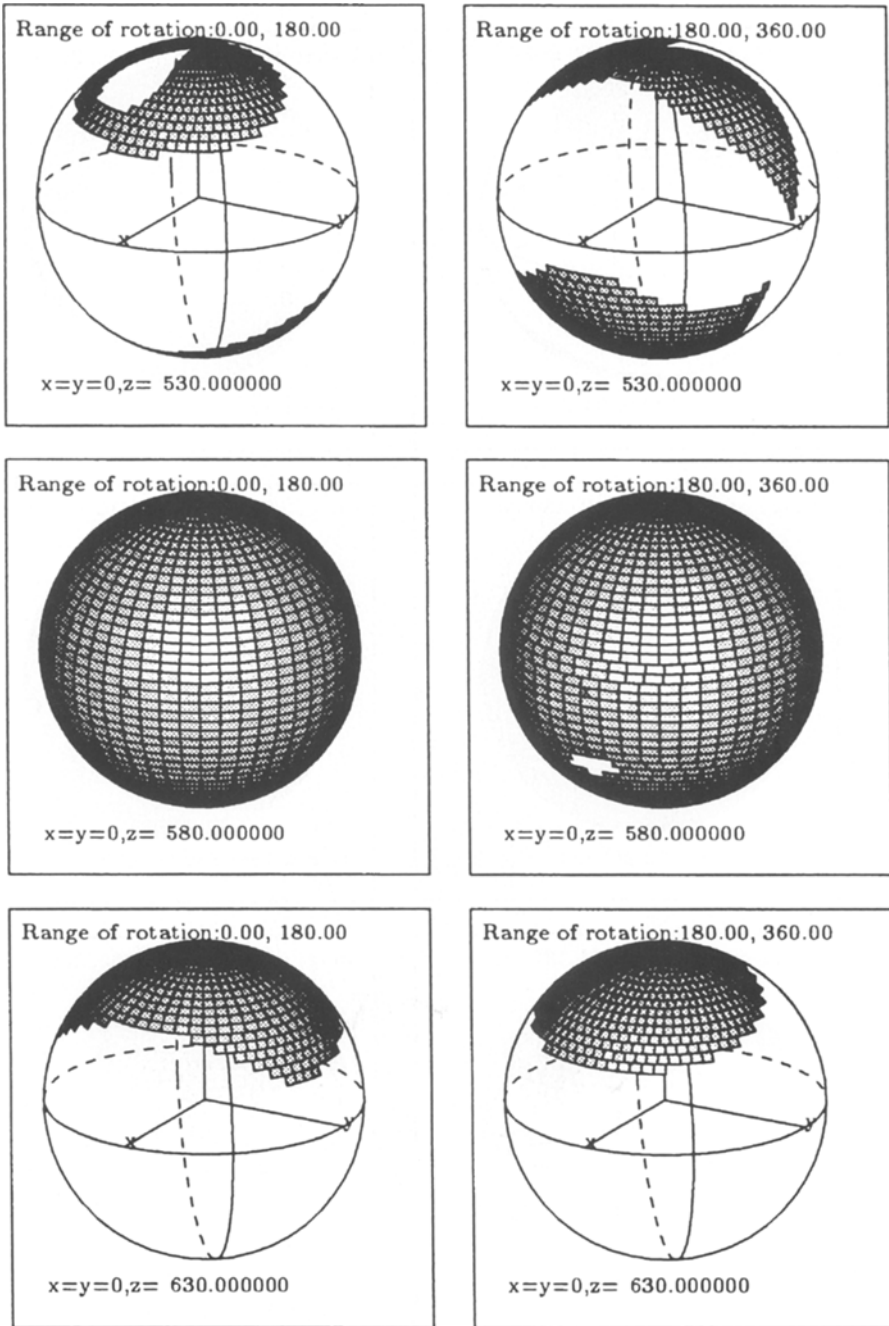 Range of rotation:0.00, 180.00
x
y
x=y=0,z= 530.000000
Range of rotation:180.00, 360.00
x
y
x=y=0,z= 530.000000
Range of rotation:0.00, 180.00
x=y=0,z= 580.000000
Range of rotation:180.00, 360.00
x=y=0,z= 580.000000
Range of rotation:0.00, 180.00
x
y
x=y=0,z= 630.000000
Range of rotation:180.00, 360.00
x
y
x=y=0,z= 630.000000